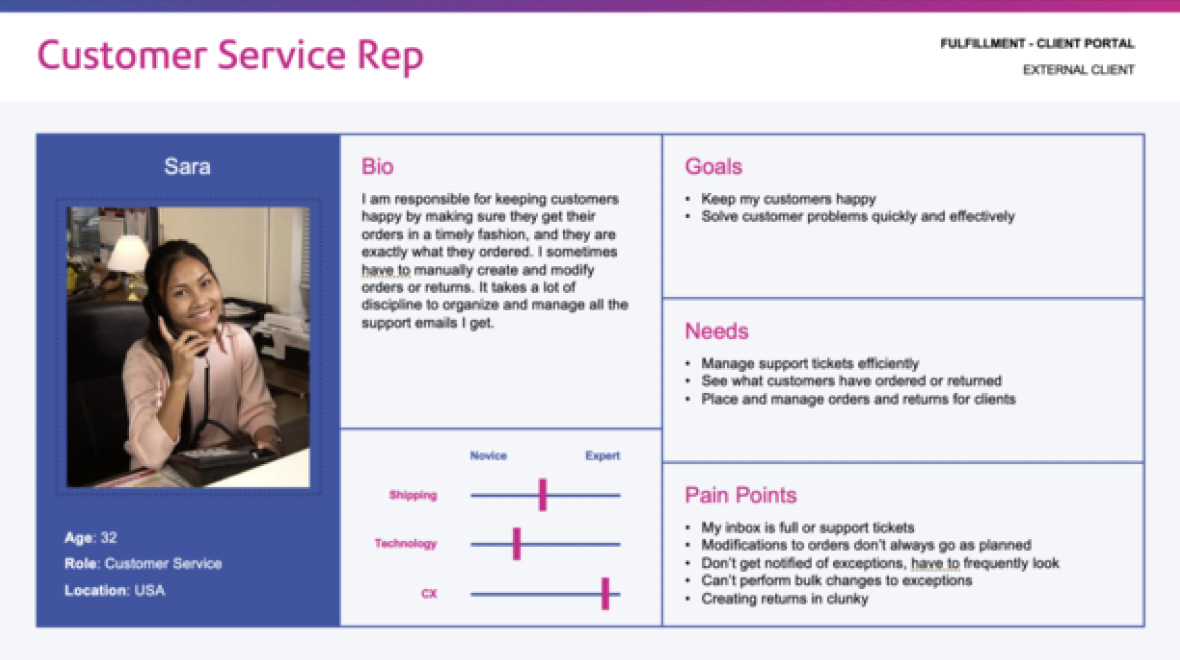 Customer Service Rep
FULFILLMENT - CLIENT PORTAL
EXTERNAL CLIENT
Sara
Age: 32
Role: Customer Service
Location: USA
Bio
I am responsible for keeping customers
happy by making sure they get their
orders in a timely fashion, and they are
exactly what they ordered. I sometimes
have to manually create and modify
orders or returns. It takes a lot of
discipline to organize and manage all the
support emails I get.
Novice Expert
Shipping
Technology
CX
Goals
• Keep my customers happy
• Solve customer problems quickly and effectively
Needs
• Manage support tickets efficiently
• See what customers have ordered or returned
• Place and manage orders and returns for clients
Pain Points
• My inbox is full or support tickets
• Modifications to orders don't always go as planned
• Don't get notified of exceptions, have to frequently look
• Can't perform bulk changes to exceptions
• Creating returns in clunky